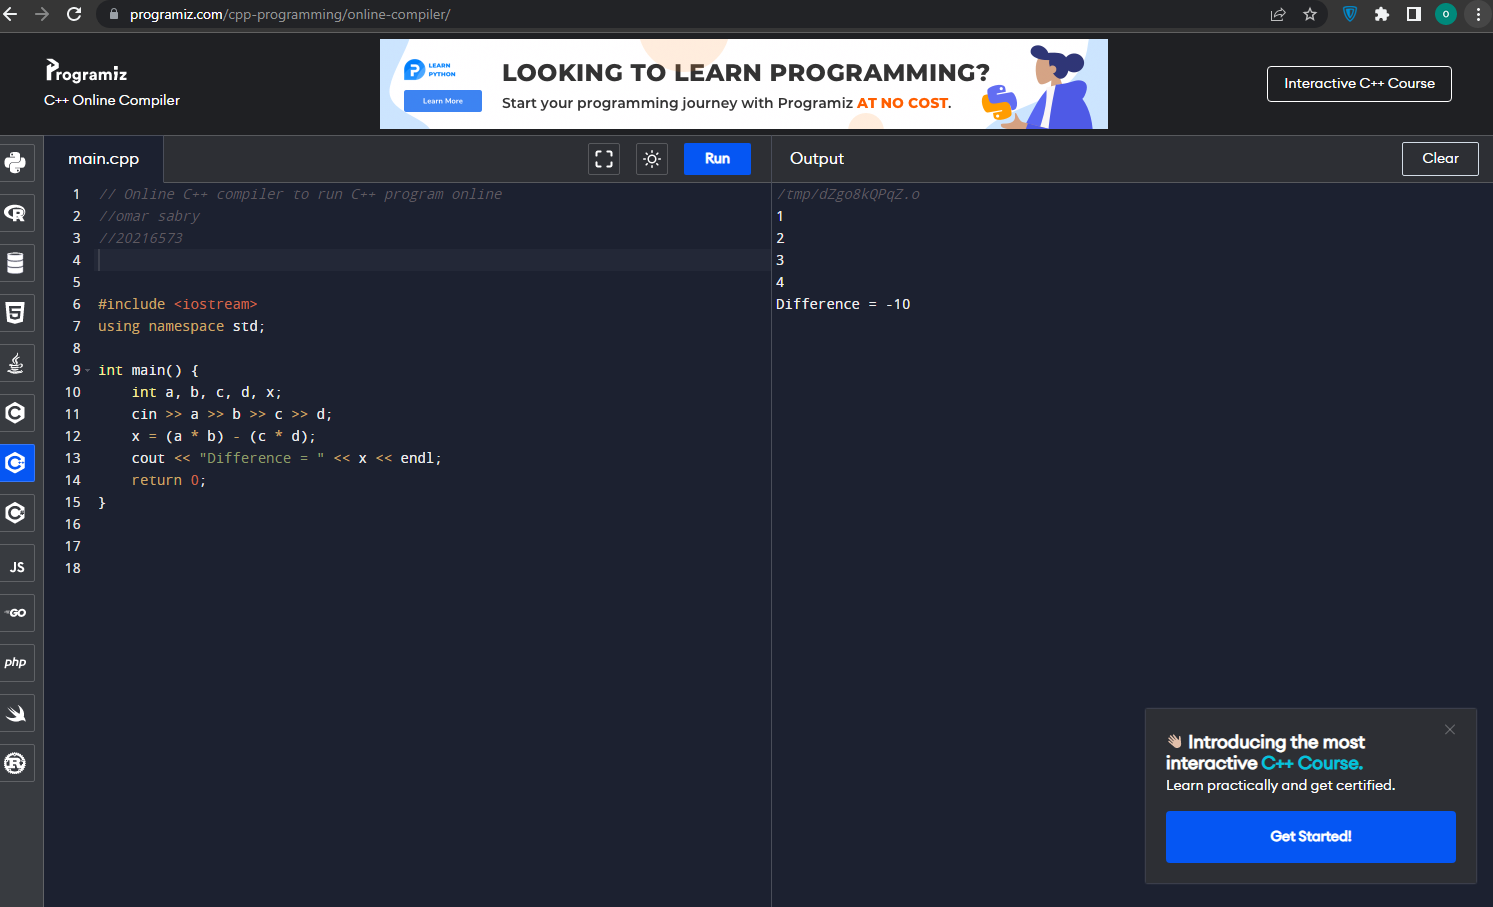 programiz.com/cpp-programming/online-compiler/
o
Programiz
C++ Online Compiler
LEARN
PYTHON
Learn More
LOOKING TO LEARN PROGRAMMING?
Start your programming journey with Programiz AT NO COST.
Interactive C++ Course
main.cpp
Run
1 // Online C++ compiler to run C++ program online
2 //omar sabry
3 //20216573
4
5
6 #include <iostream>
7 using namespace std;
8
9 int main() {
10 int a, b, c, d, x;
11 cin >> a >> b >> c >> d;
12 x = (a * b) - (c * d);
13 cout << "Difference = " << x << endl;
14 return 0;
15 }
16
17
18
Output
Clear
/tmp/dZgo8kQPqZ.o
1
2
3
4
Difference = -10
R
5
C
C+
C
JS
GO
php
R
👋🏼 Introducing the most
interactive C++ Course.
Learn practically and get certified.
Get Started!